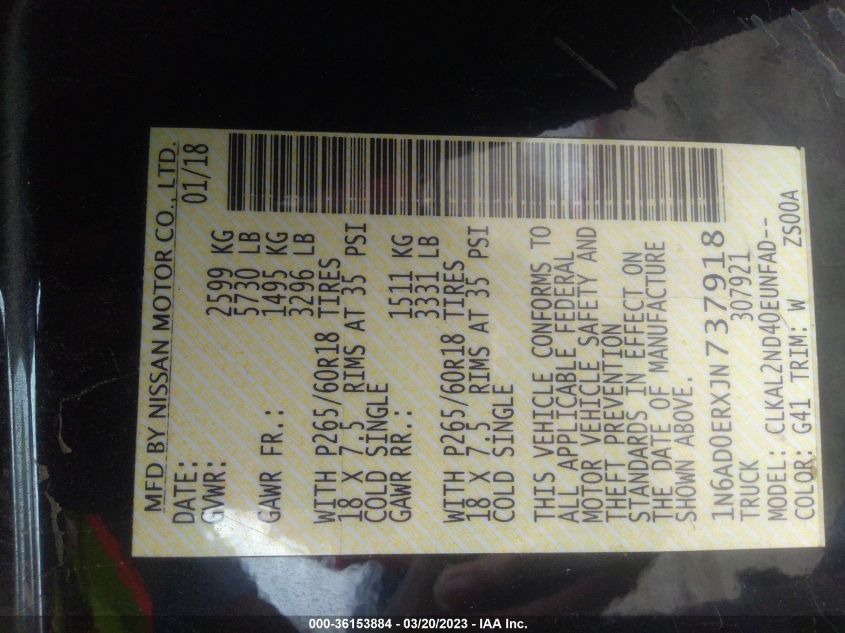 MFD BY NISSAN MOTOR CO., LTD.
DATE: 01/18
GVWR: 2599 KG
5730 LB
GAWR FR.: 1495 KG
3296 LB
WITH P265/60R18 TIRES
18 X 7.5 RIMS AT 35 PSI
COLD SINGLE
GAWR RR.: 1511 KG
3331 LB
WITH P265/60R18 TIRES
18 X 7.5 RIMS AT 35 PSI
COLD SINGLE
THIS VEHICLE CONFORMS TO
ALL APPLICABLE FEDERAL
MOTOR VEHICLE SAFETY AND
THEFT PREVENTION
STANDARDS IN EFFECT ON
THE DATE OF MANUFACTURE
SHOWN ABOVE.
1N6AD0ERXJN737918
TRUCK 307921
MODEL: CLKAL2ND40EUNFAD--
COLOR: G41 TRIM: W ZS00A
000-36153884 / 03/20/2023 - IAA Inc.